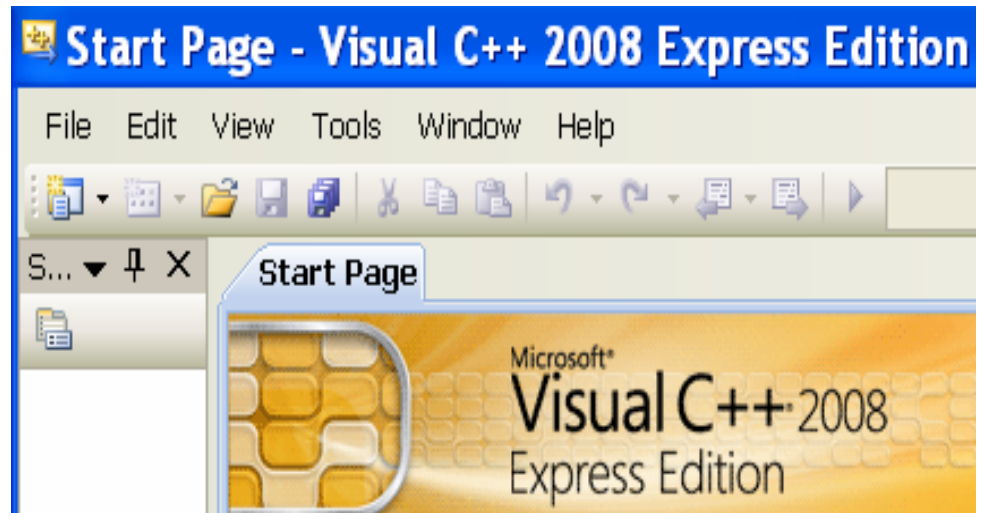 Start Page - Visual C++ 2008 Express Edition
File Edit View Tools Window Help
S...
Start Page
Microsoft®
Visual C++® 2008
Express Edition